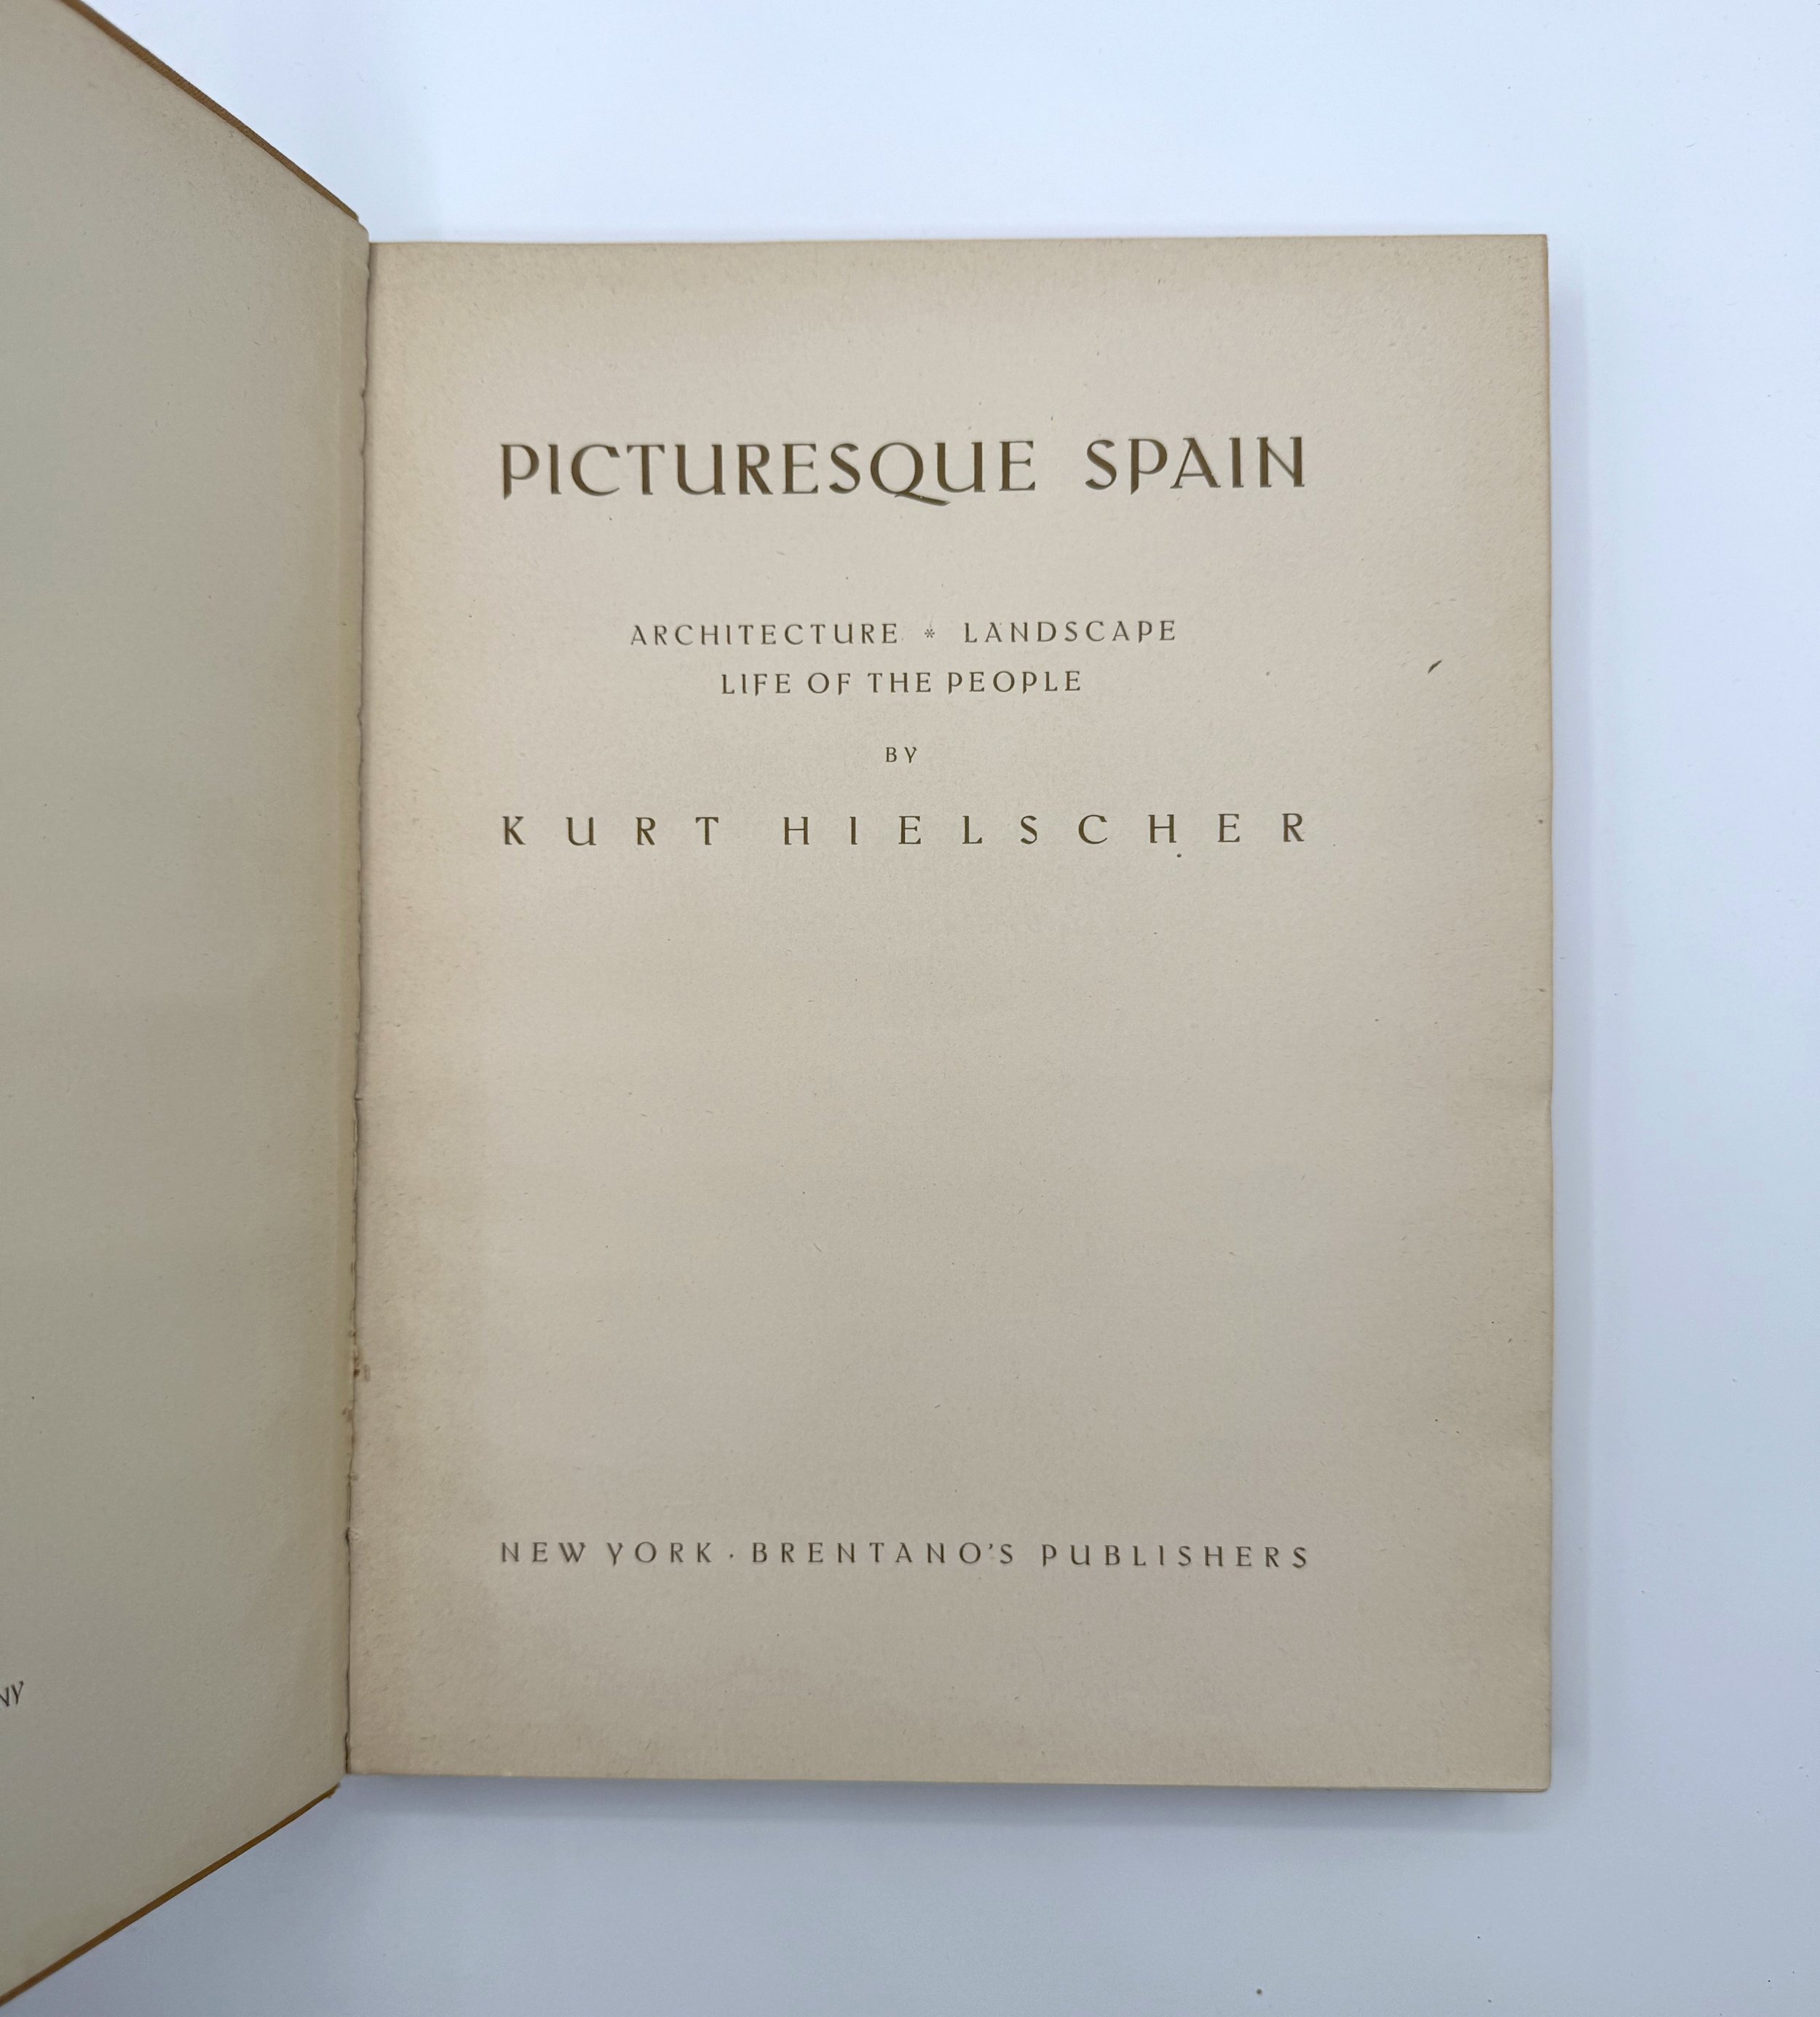 PICTURESQUE SPAIN
ARCHITECTURE * LANDSCAPE
LIFE OF THE PEOPLE
BY
KURT HIELSCHER
NEW YORK · BRENTANO'S PUBLISHERS